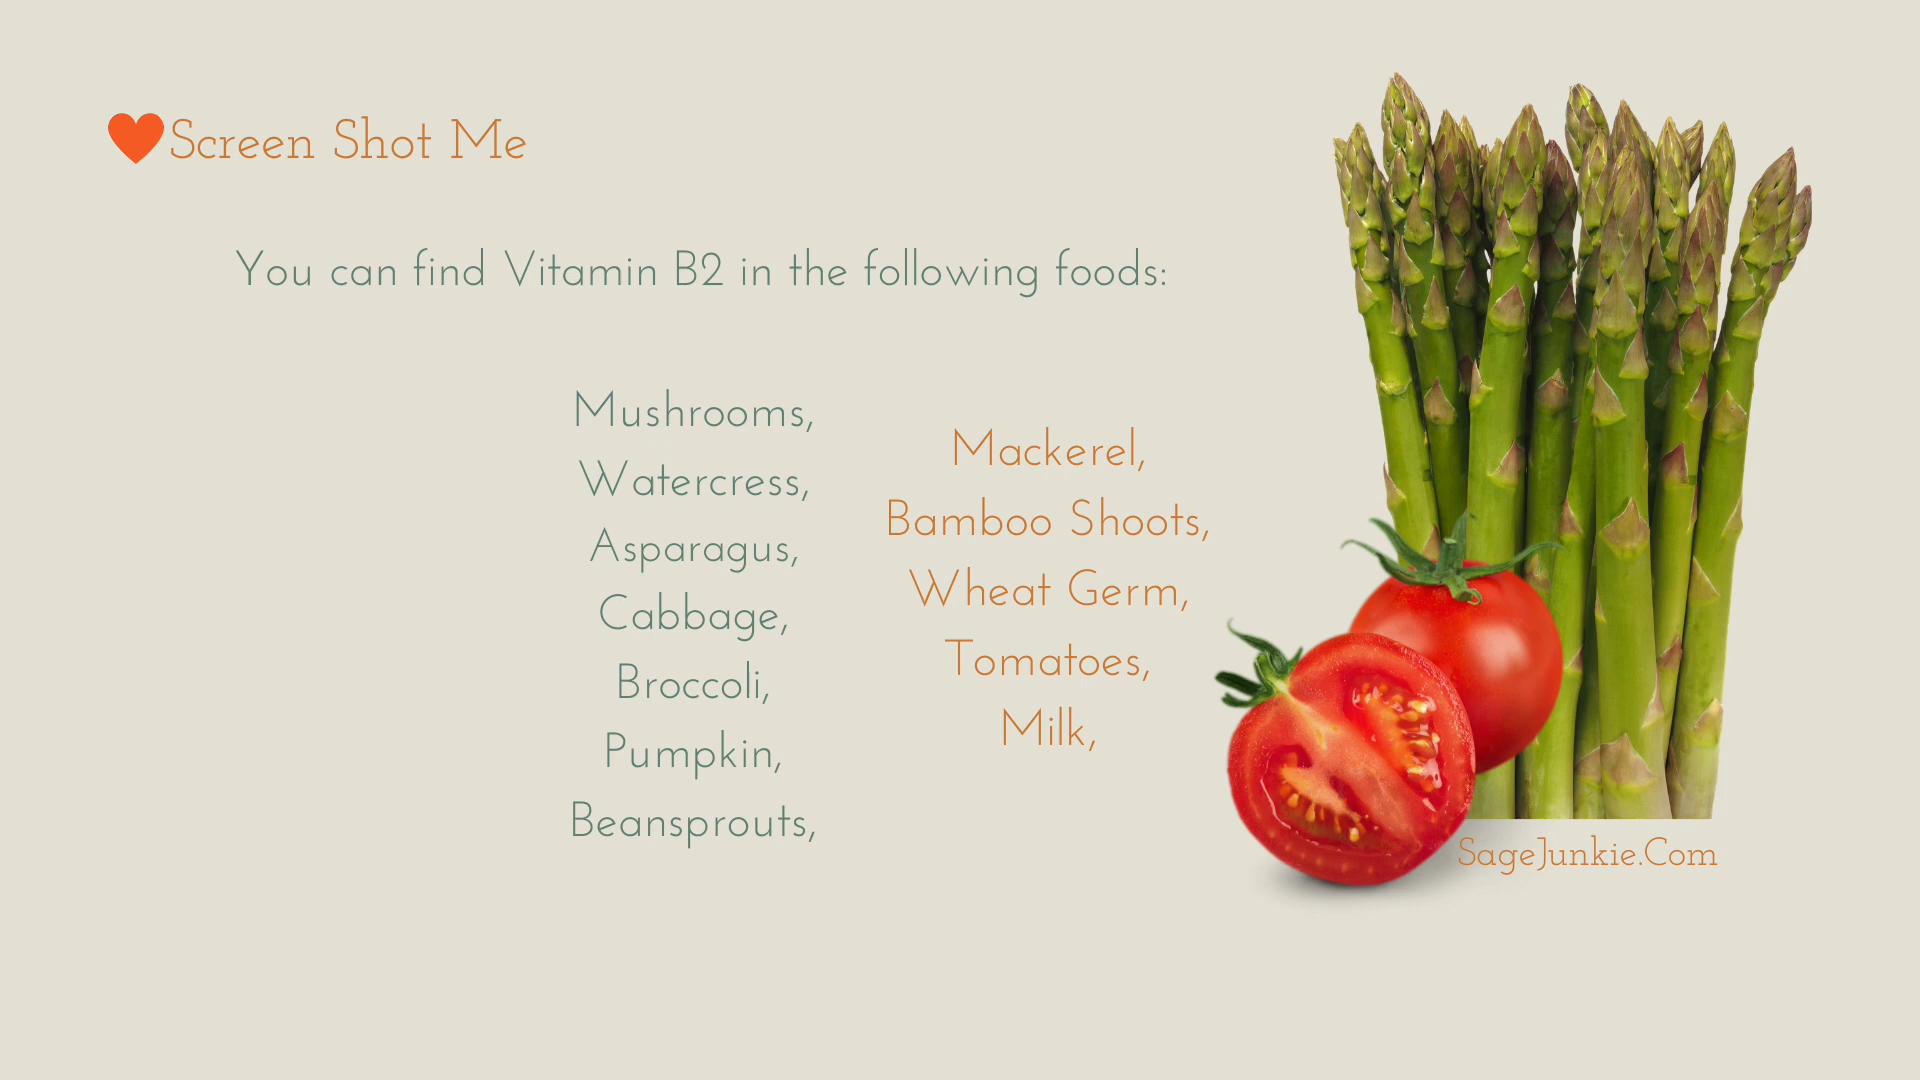 Screen Shot Me
You can find Vitamin B2 in the following foods:
Mushrooms,
Watercress,
Asparagus,
Cabbage,
Broccoli,
Pumpkin,
Beansprouts,
Mackerel,
Bamboo Shoots,
Wheat Germ,
Tomatoes,
Milk,
SageJunkie.Com